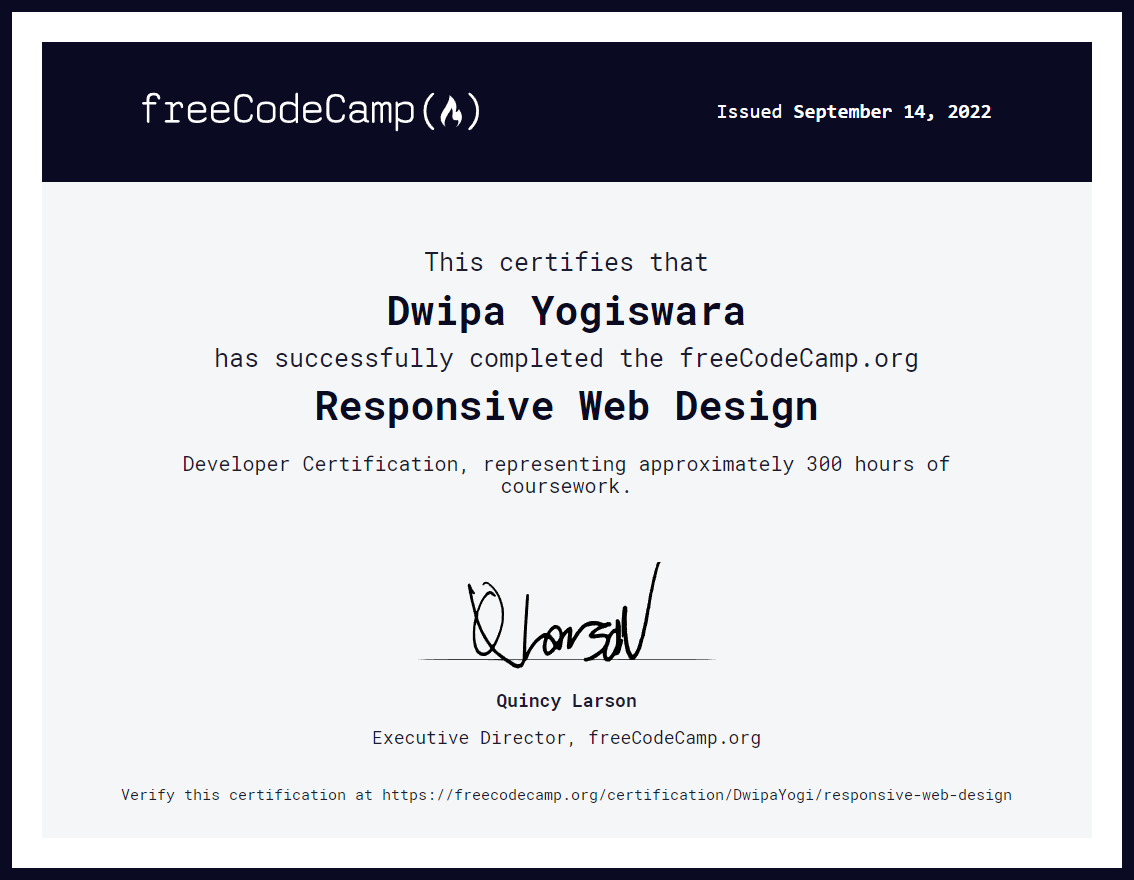 freeCodeCamp(🔥)
Issued September 14, 2022
This certifies that
Dwipa Yogiswara
has successfully completed the freeCodeCamp.org
Responsive Web Design
Developer Certification, representing approximately 300 hours of
coursework.
Q Larson
Quincy Larson
Executive Director, freeCodeCamp.org
Verify this certification at https://freecodecamp.org/certification/DwipaYogi/responsive-web-design